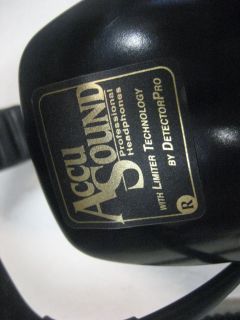 ACCU
SOUND
Professional
Headphones
WITH LIMITER TECHNOLOGY
BY DETECTORPRO
®